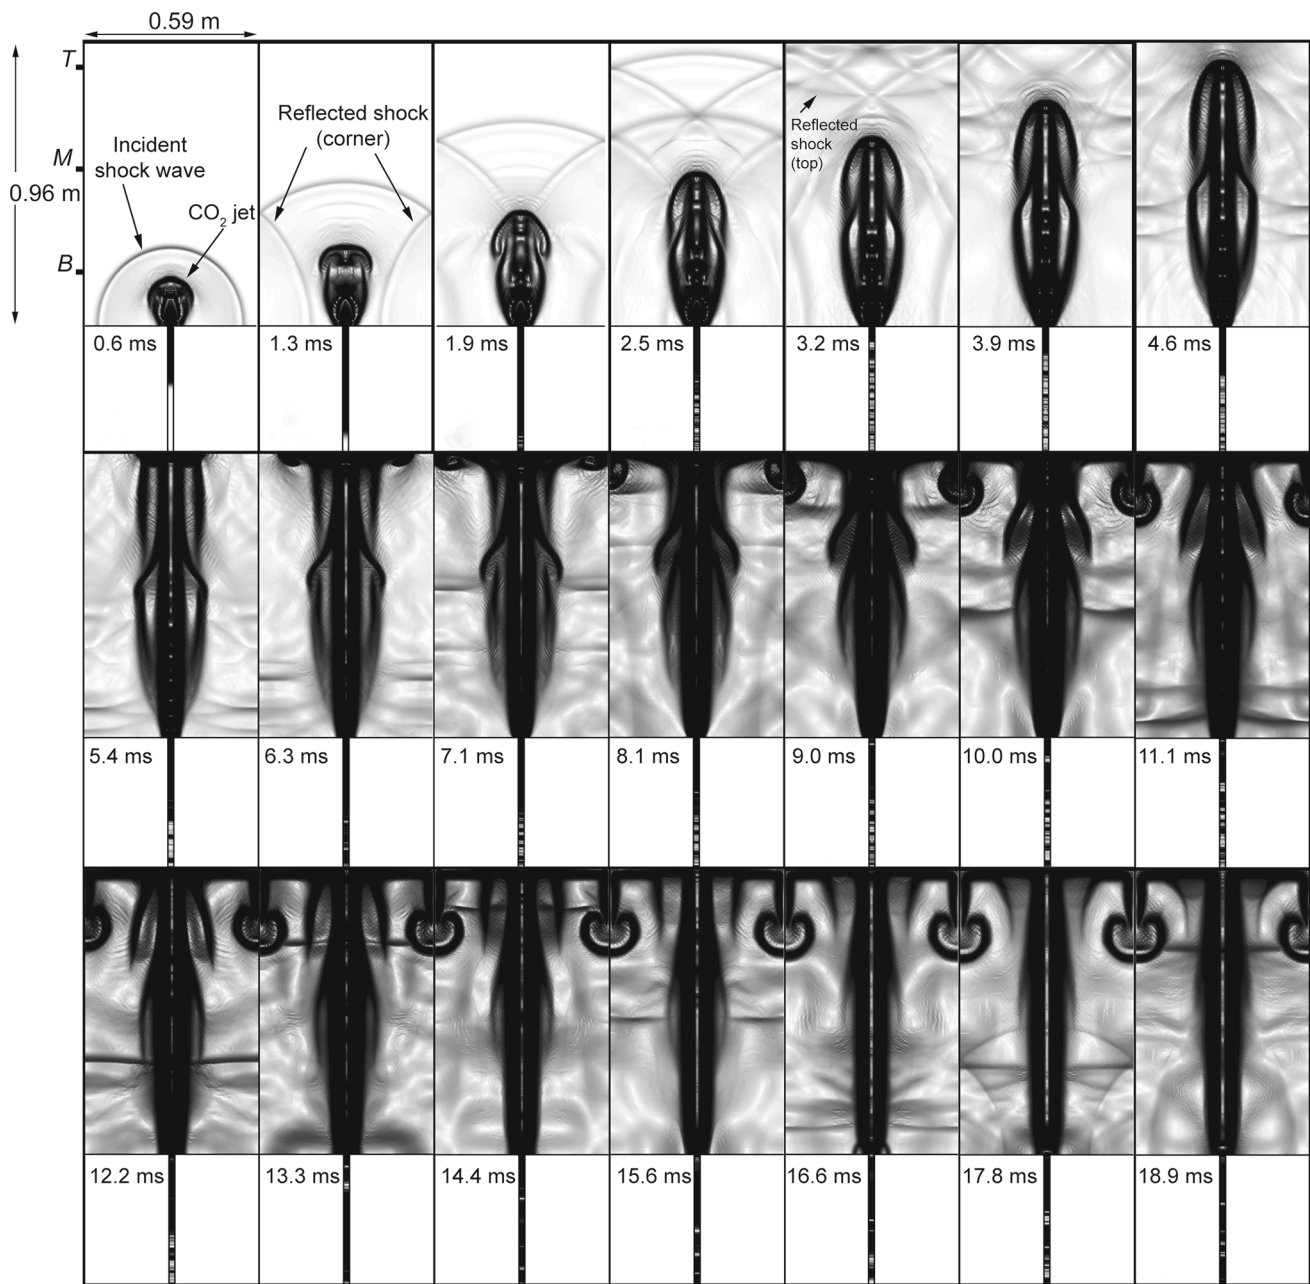 0.59 m
T
M
0.96 m
B
Incident
shock wave
CO2 jet
Reflected shock
(corner)
Reflected
shock
(top)
0.6 ms
1.3 ms
1.9 ms
2.5 ms
3.2 ms
3.9 ms
4.6 ms
5.4 ms
6.3 ms
7.1 ms
8.1 ms
9.0 ms
10.0 ms
11.1 ms
12.2 ms
13.3 ms
14.4 ms
15.6 ms
16.6 ms
17.8 ms
18.9 ms